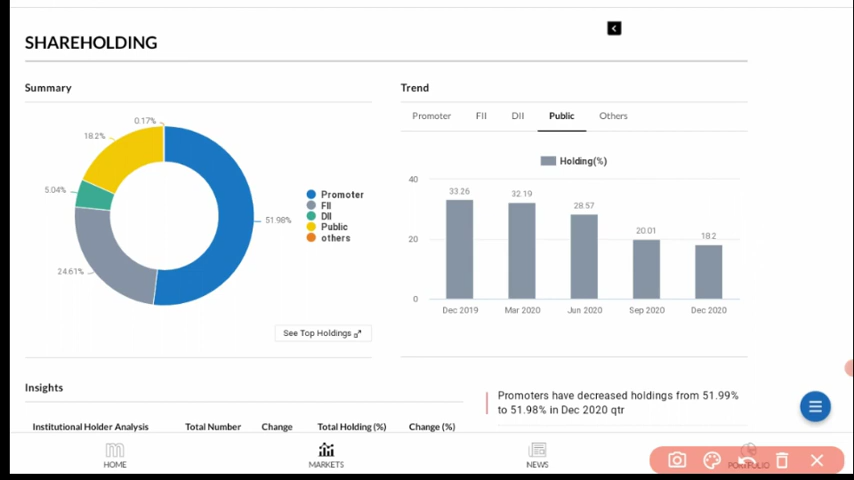 SHAREHOLDING
Summary
0.17%
18.2%
5.04%
51.98%
24.61%
Promoter
FII
DII
Public
others
See Top Holdings
Trend
Promoter FII DII Public Others
Holding(%)
40
20
0
33.26
32.19
28.57
20.01
18.2
Dec 2019 Mar 2020 Jun 2020 Sep 2020 Dec 2020
Insights
Institutional Holder Analysis Total Number Change Total Holding (%) Change (%)
Promoters have decreased holdings from 51.99%
to 51.98% in Dec 2020 qtr
HOME MARKETS NEWS PORTFOLIO